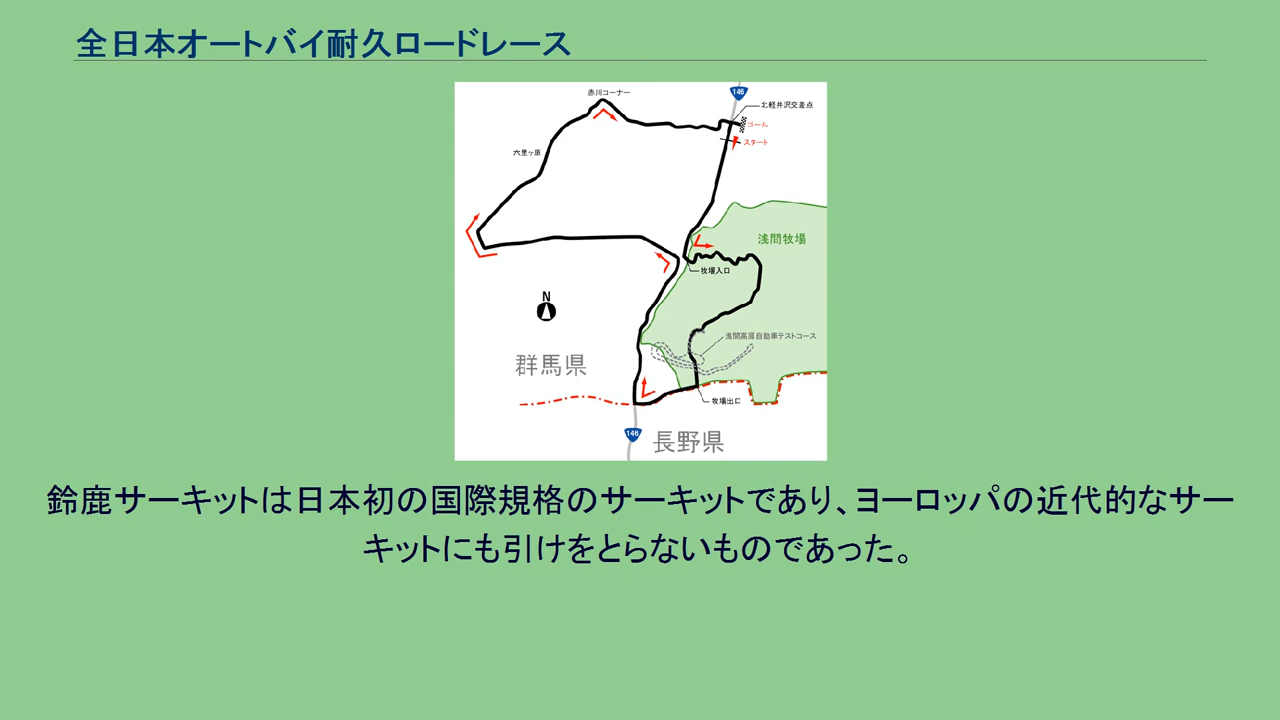 全日本オートバイ耐久ロードレース
146
赤川コーナー
北軽井沢交差点
ゴール
スタート
六里ヶ原
浅間牧場
牧場入口
N
浅間高原自動車テストコース
群馬県
牧場出口
146
長野県
鈴鹿サーキットは日本初の国際規格のサーキットであり、ヨーロッパの近代的なサー
キットにも引けをとらないものであった。